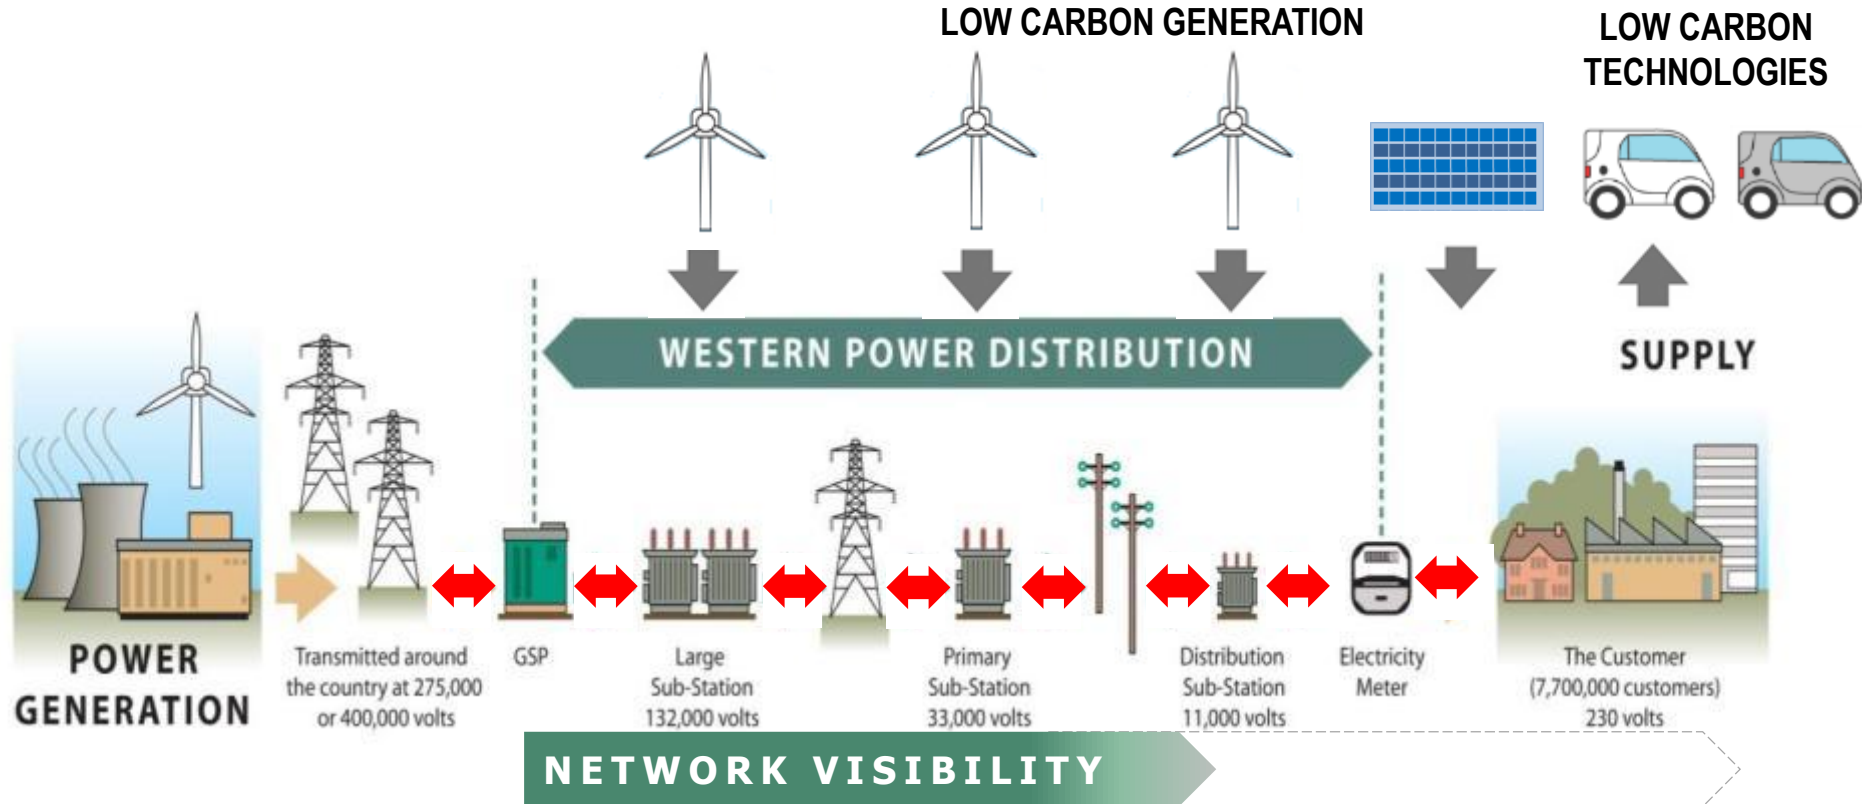 LOW CARBON GENERATION
LOW CARBON
TECHNOLOGIES
WESTERN POWER DISTRIBUTION
SUPPLY
POWER
GENERATION
Transmitted around
the country at 275,000
or 400,000 volts
GSP
Large
Sub-Station
132,000 volts
Primary
Sub-Station
33,000 volts
Distribution
Sub-Station
11,000 volts
Electricity
Meter
The Customer
(7,700,000 customers)
230 volts
NETWORK VISIBILITY